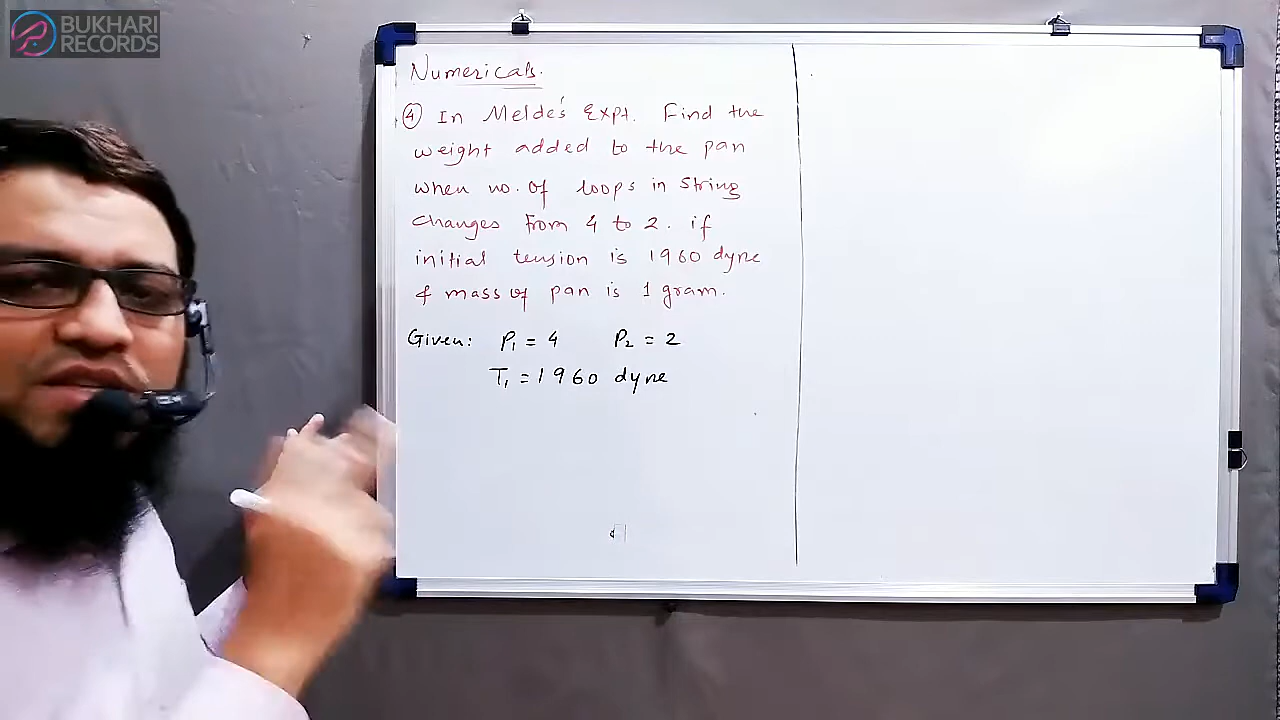 BUKHARI
RECORDS
Numericals.
④ In Melde's Expt. Find the
weight added to the pan
when no. of loops in string
changes from 4 to 2. if
initial tension is 1960 dyne
& mass of pan is 1 gram.
Given: P₁ = 4 P₂ = 2
T₁ = 1960 dyne